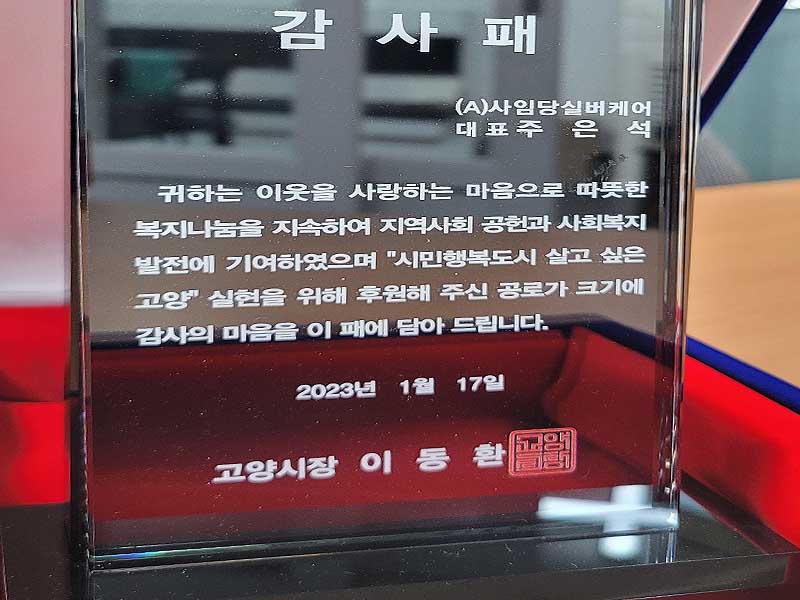 감사패
(A)사임당실버케어
대표 주은석
귀하는 이웃을 사랑하는 마음으로 따뜻한
복지나눔을 지속하여 지역사회 공헌과 사회복지
발전에 기여하였으며 "시민행복도시 살고 싶은
고양" 실현을 위해 후원해 주신 공로가 크기에
감사의 마음을 이 패에 담아 드립니다.
2023년 1월 17일
고양시장 이동환